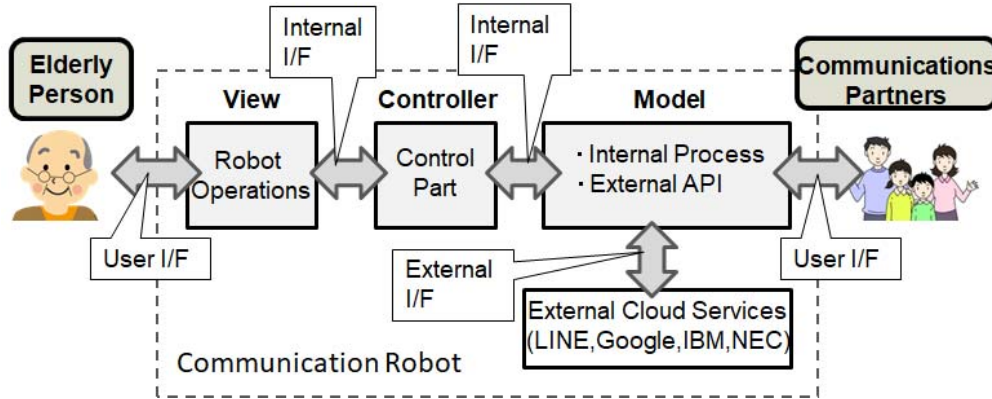 Internal
I/F
Internal
I/F
Elderly
Person
Communications
Partners
View
Controller
Model
Robot
Operations
Control
Part
・Internal Process
・External API
User I/F
External
I/F
User I/F
External Cloud Services
(LINE,Google,IBM,NEC)
Communication Robot